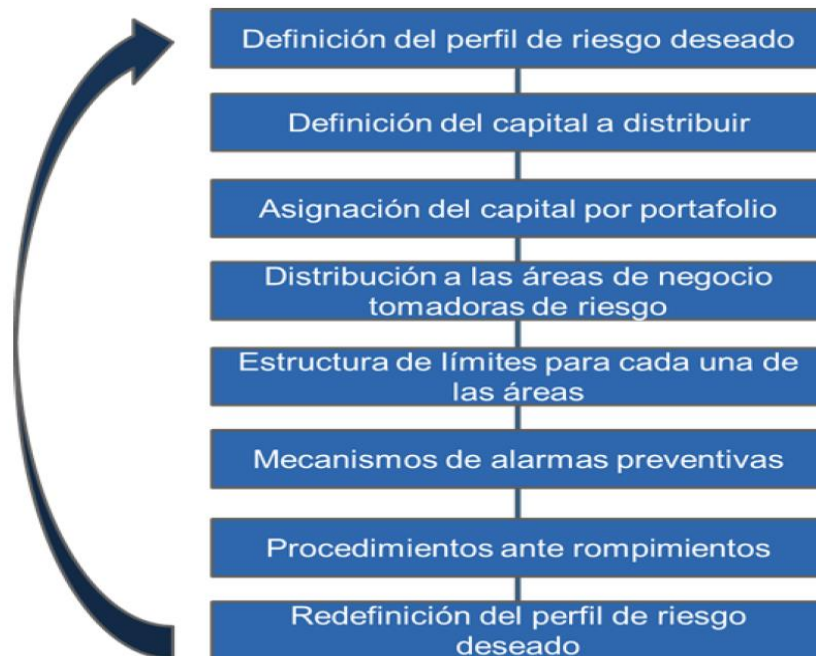 Definición del perfil de riesgo deseado
Definición del capital a distribuir
Asignación del capital por portafolio
Distribución a las áreas de negocio
tomadoras de riesgo
Estructura de límites para cada una de
las áreas
Mecanismos de alarmas preventivas
Procedimientos ante rompimientos
Redefinición del perfil de riesgo
deseado